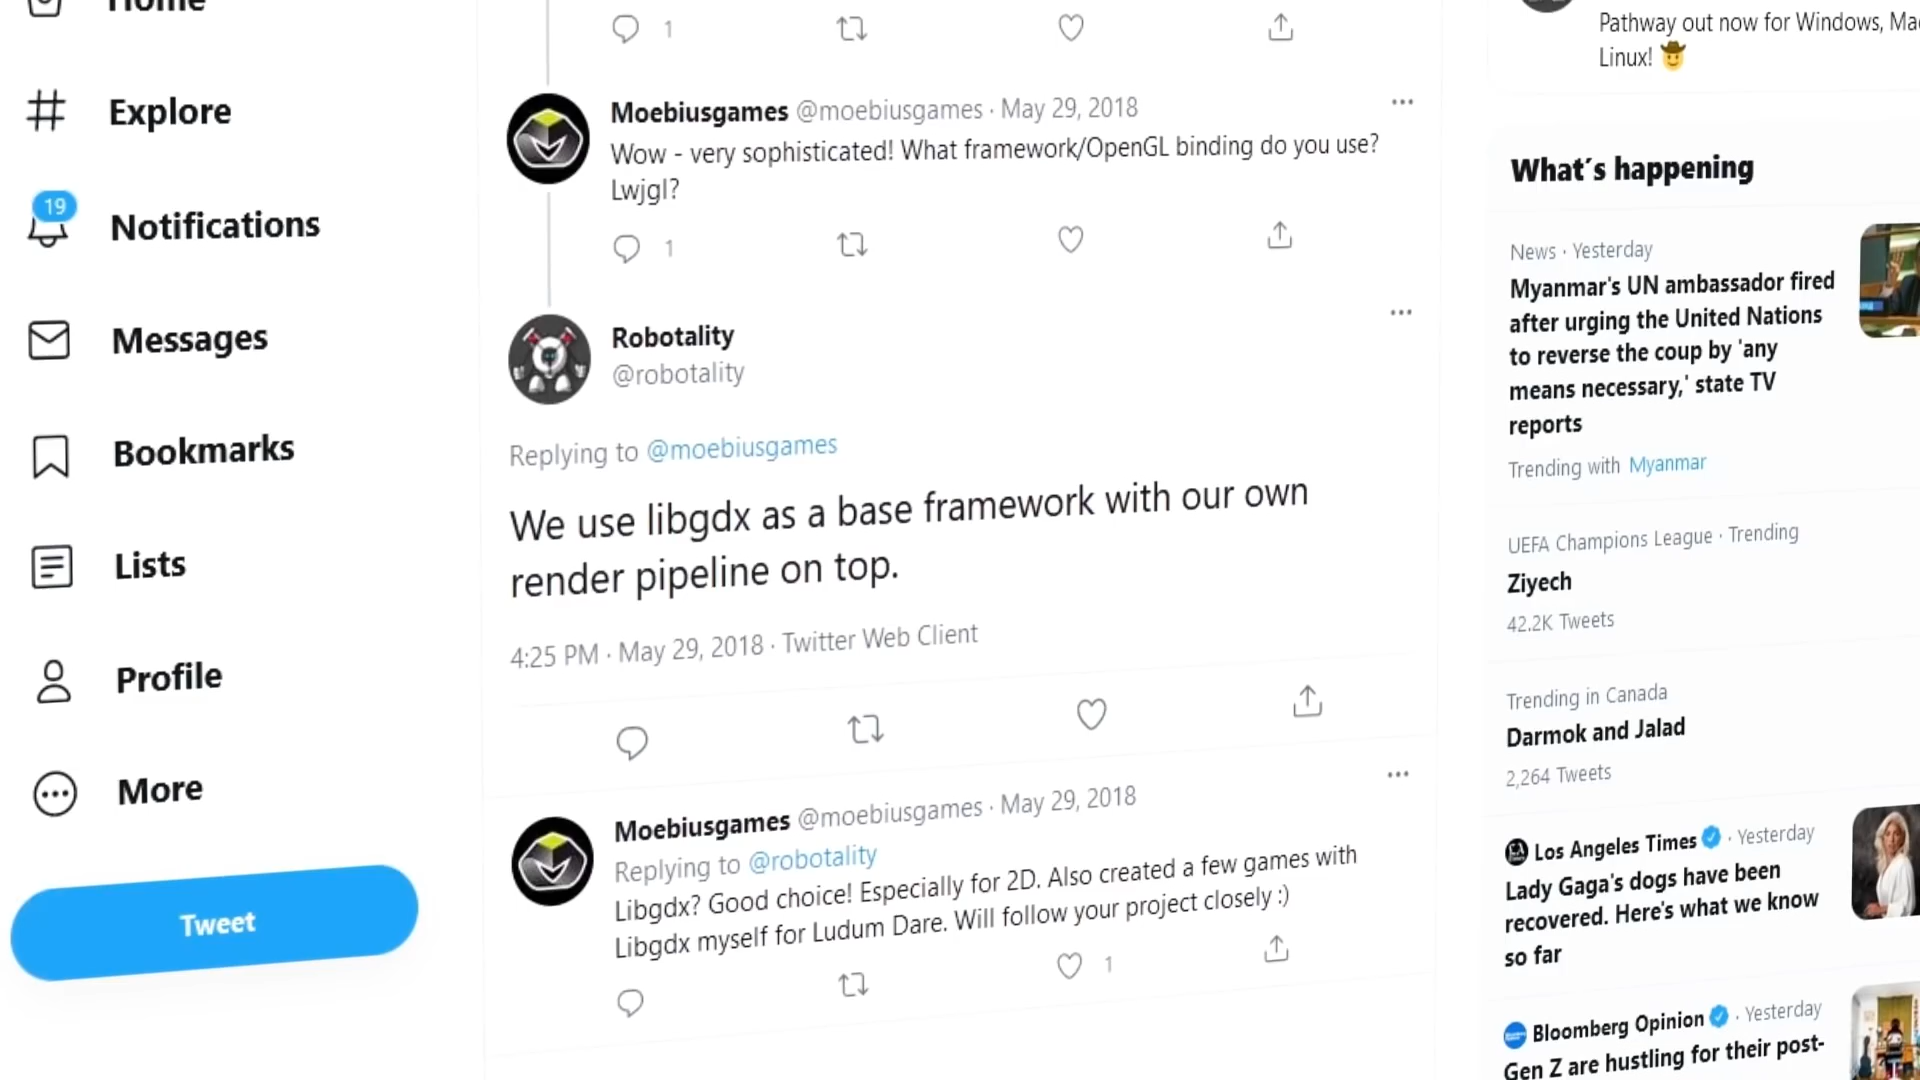 Home
Explore
19
Notifications
Messages
Bookmarks
Lists
Profile
More
Tweet
1
Moebiusgames @moebiusgames · May 29, 2018
Wow - very sophisticated! What framework/OpenGL binding do you use?
Lwjgl?
1
Robotality
@robotality
Replying to @moebiusgames
We use libgdx as a base framework with our own
render pipeline on top.
4:25 PM · May 29, 2018 · Twitter Web Client
Moebiusgames @moebiusgames · May 29, 2018
Replying to @robotality
Libgdx? Good choice! Especially for 2D. Also created a few games with
Libgdx myself for Ludum Dare. Will follow your project closely :)
1
Pathway out now for Windows, Mac
Linux! 🤠
What's happening
News · Yesterday
Myanmar's UN ambassador fired
after urging the United Nations
to reverse the coup by 'any
means necessary,' state TV
reports
Trending with Myanmar
UEFA Champions League · Trending
Ziyech
42.2K Tweets
Trending in Canada
Darmok and Jalad
2,264 Tweets
Los Angeles Times · Yesterday
Lady Gaga's dogs have been
recovered. Here's what we know
so far
Bloomberg Opinion · Yesterday
Gen Z are hustling for their post-